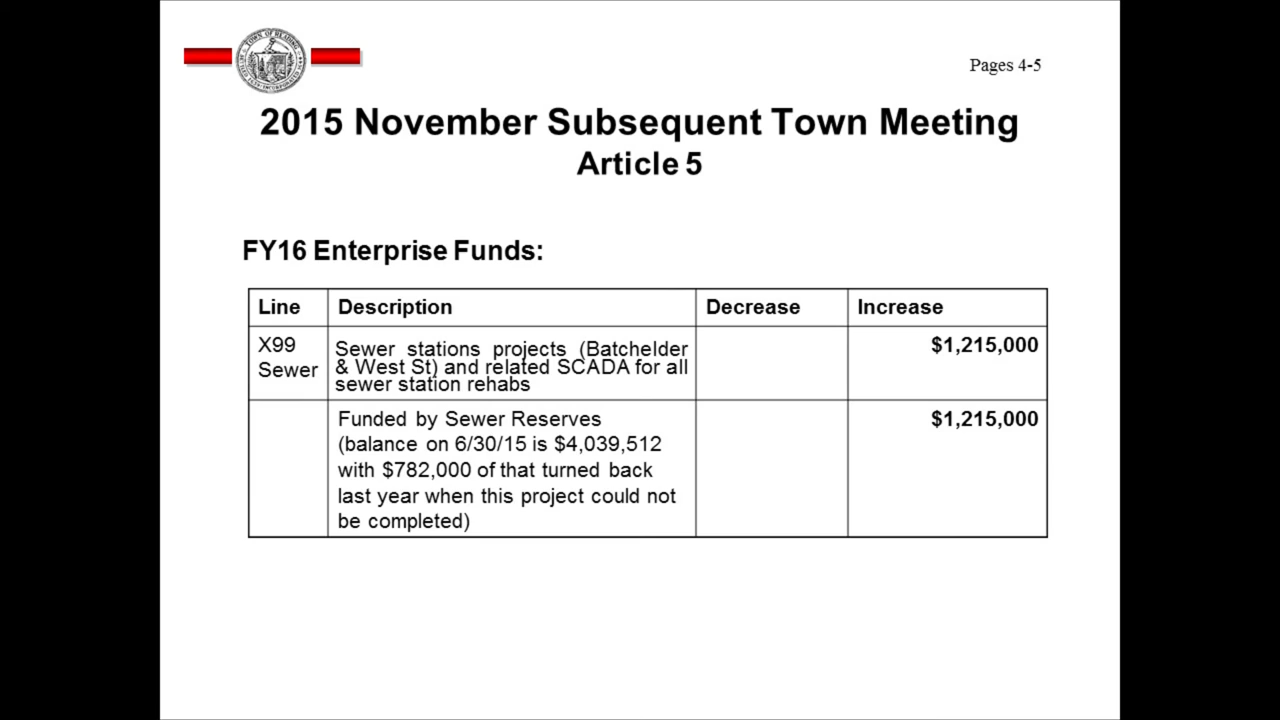 TOWN OF READING
Pages 4-5
2015 November Subsequent Town Meeting
Article 5
FY16 Enterprise Funds:
Line Description Decrease Increase
X99
Sewer
Sewer stations projects (Batchelder
& West St) and related SCADA for all
sewer station rehabs
$1,215,000
Funded by Sewer Reserves
(balance on 6/30/15 is $4,039,512
with $782,000 of that turned back
last year when this project could not
be completed)
$1,215,000